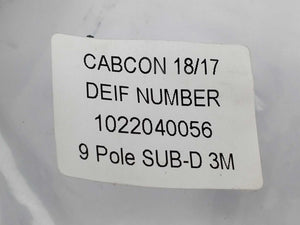 CABCON 18/17
DEIF NUMBER
1022040056
9 Pole SUB-D 3M